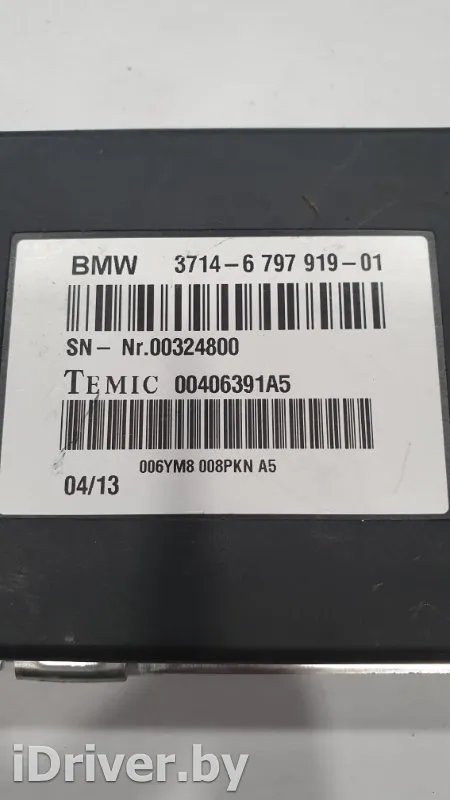 BMW 3714-6 797 919-01
SN- Nr.00324800
TEMIC 00406391A5
006YM8 008PKN A5
04/13
iDriver.by